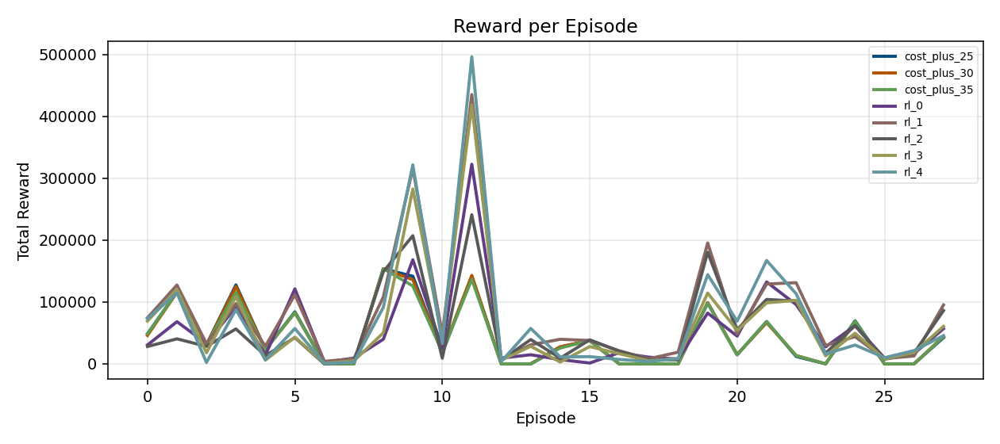 Reward per Episode
Total Reward
500000
400000
300000
200000
100000
0
cost_plus_25
cost_plus_30
cost_plus_35
rl_0
rl_1
rl_2
rl_3
rl_4
0 5 10 15 20 25
Episode